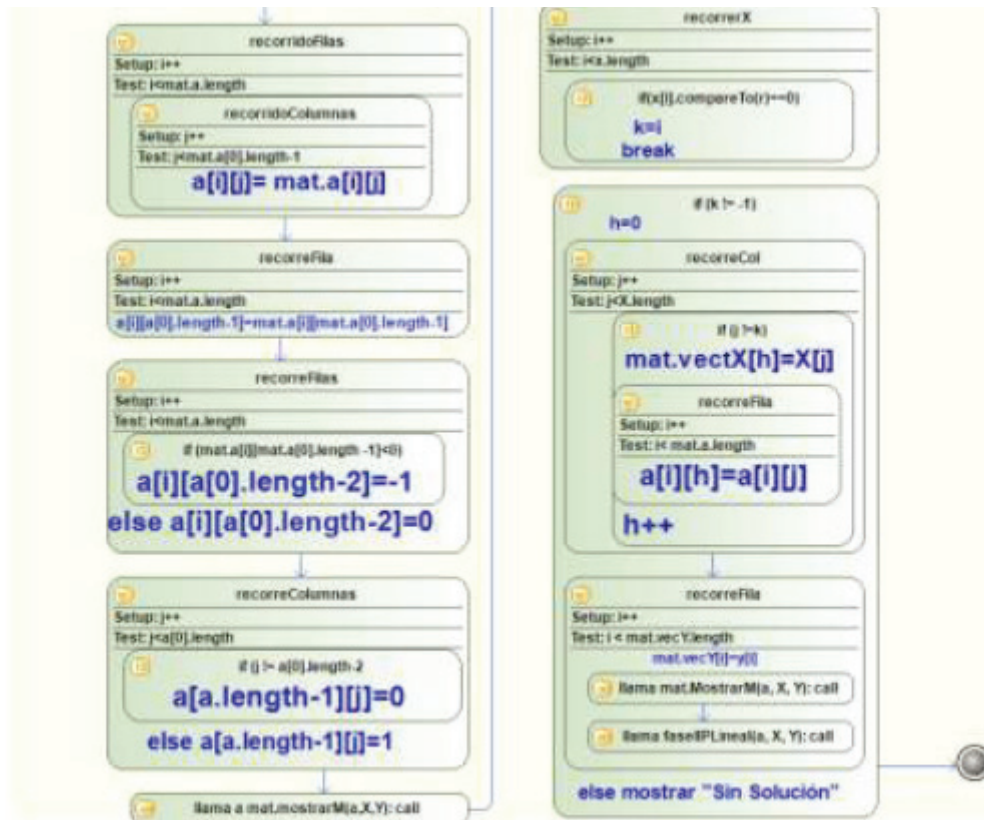 recorridoFilas
Setup: i++
Test: i<mat.a.length
recorridoColumnas
Setup: j++
Test: j<mat.a[0].length-1
a[i][j]= mat.a[i][j]
recorreFila
Setup: i++
Test: i<mat.a.length
a[i][a[0].length-1]=mat.a[i][mat.a[0].length-1]
recorreFilas
Setup: i++
Test: i<mat.a.length
if (mat.a[i][mat.a[0].length -1]<0)
a[i][a[0].length-2]=-1
else a[i][a[0].length-2]=0
recorreColumnas
Setup: j++
Test: j<a[0].length
if (j != a[0].length-2
a[a.length-1][j]=0
else a[a.length-1][j]=1
llama a mat.mostrarM(a,X,Y): call
recorrerX
Setup: i++
Test: i<x.length
if(x[i].compareTo(r)==0)
k=i
break
if (k != -1)
h=0
recorreCol
Setup: j++
Test: j<X.length
if (j !=k)
mat.vectX[h]=X[j]
recorreFila
Setup: i++
Test: i< mat.a.length
a[i][h]=a[i][j]
h++
recorreFila
Setup: i++
Test: i < mat.vecY.length
mat.vecY[i]=y[i]
llama mat.MostrarM(a, X, Y): call
llama faseIIPLineal(a, X, Y): call
else mostrar "Sin Solución"